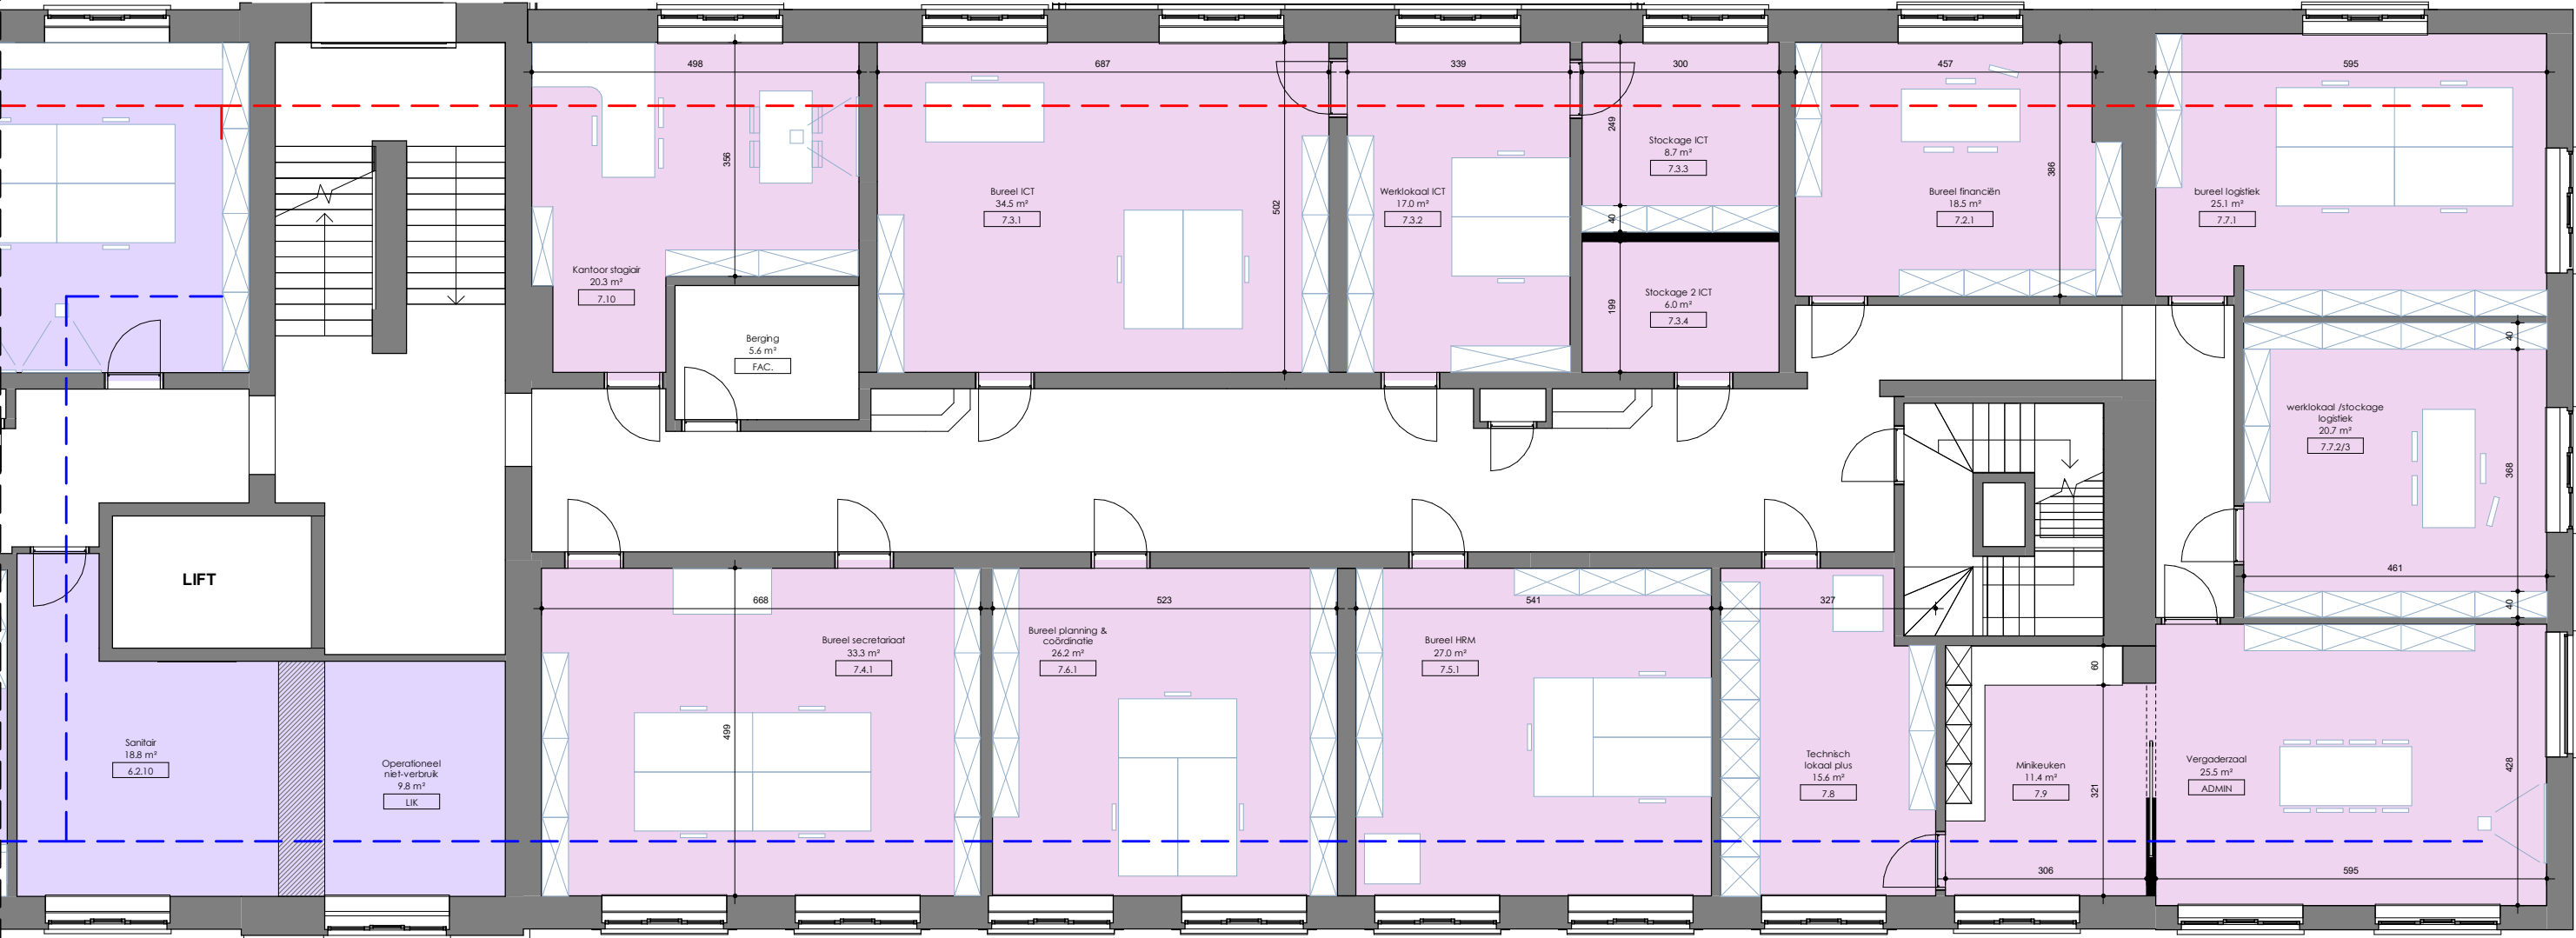 498
687
339
300
457
595
356
502
249
40
199
386
Kantoor stagiair
20.3 m²
7.10
Berging
5.6 m²
FAC.
Bureel ICT
34.5 m²
7.3.1
Werklokaal ICT
17.0 m²
7.3.2
Stockage ICT
8.7 m²
7.3.3
Stockage 2 ICT
6.0 m²
7.3.4
Bureel financiën
18.5 m²
7.2.1
bureel logistiek
25.1 m²
7.7.1
40
werklokaal /stockage
logistiek
20.7 m²
7.7.2/3
368
461
40
LIFT
668
523
541
327
Bureel secretariaat
33.3 m²
7.4.1
499
Bureel planning &
coördinatie
26.2 m²
7.6.1
Bureel HRM
27.0 m²
7.5.1
Technisch
lokaal plus
15.6 m²
7.8
60
321
Minikeuken
11.4 m²
7.9
306
Vergaderzaal
25.5 m²
ADMIN
428
595
Sanitair
18.8 m²
6.2.10
Operationeel
niet-verbruik
9.8 m²
LIK